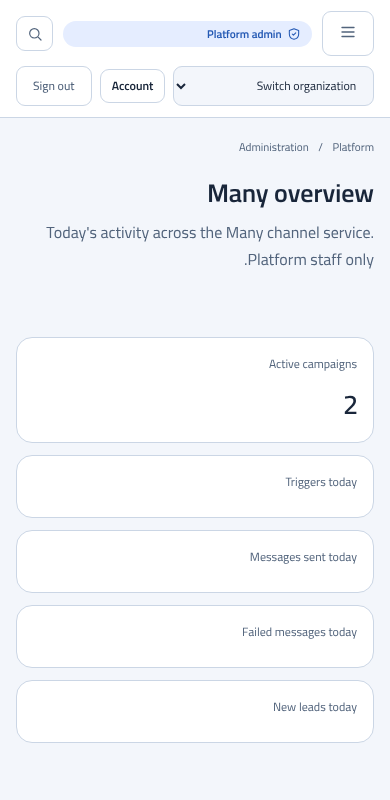 Platform admin
Switch organization
Account
Sign out
Platform / Administration
Many overview
Today's activity across the Many channel service.
Platform staff only.
Active campaigns
2
Triggers today
Messages sent today
Failed messages today
New leads today